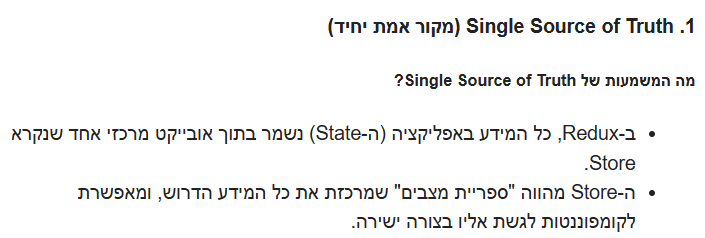 1. Single Source of Truth (מקור אמת יחיד)
מה המשמעות של Single Source of Truth?
• ב-Redux, כל המידע באפליקציה (ה-State) נשמר בתוך אובייקט מרכזי אחד שנקרא
Store.
• ה-Store מהווה "ספריית מצבים" שמרכזת את כל המידע הדרוש, ומאפשרת
לקומפוננטות לגשת אליו בצורה ישירה.